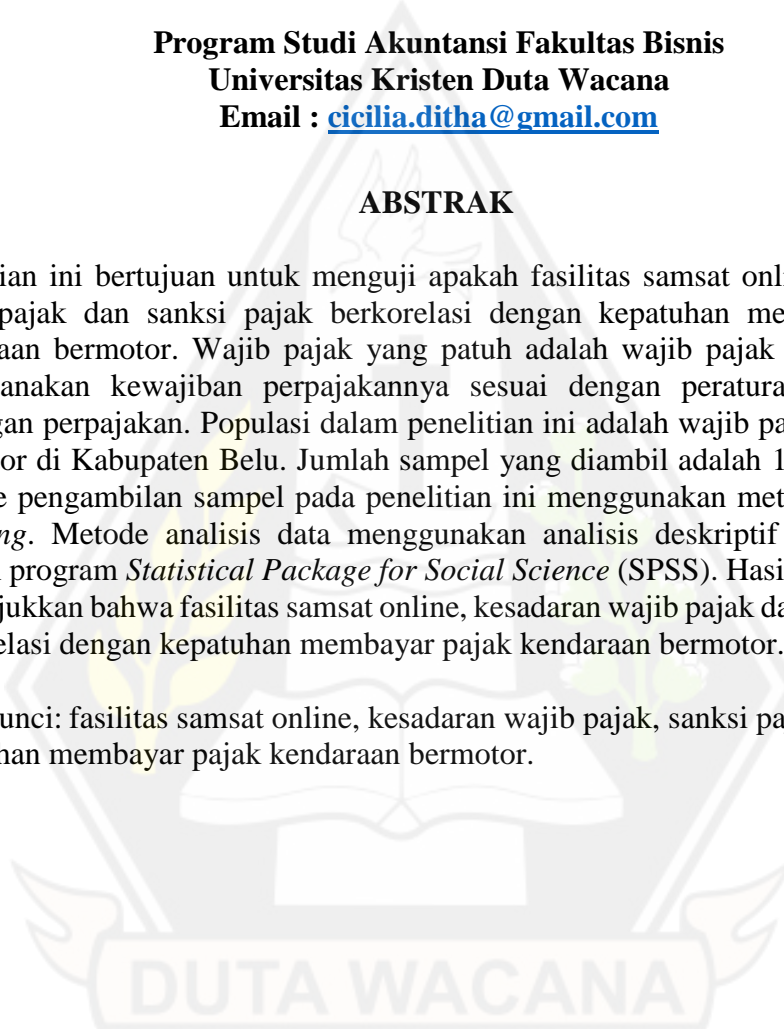 Program Studi Akuntansi Fakultas Bisnis
Universitas Kristen Duta Wacana
Email : cicilia.ditha@gmail.com
ABSTRAK
ian ini bertujuan untuk menguji apakah fasilitas samsat onli
pajak dan sanksi pajak berkorelasi dengan kepatuhan me
aan bermotor. Wajib pajak yang patuh adalah wajib pajak
anakan kewajiban perpajakannya sesuai dengan peratura
gan perpajakan. Populasi dalam penelitian ini adalah wajib pa
or di Kabupaten Belu. Jumlah sampel yang diambil adalah 1
e pengambilan sampel pada penelitian ini menggunakan met
ng. Metode analisis data menggunakan analisis deskriptif
program Statistical Package for Social Science (SPSS). Hasi
jukkan bahwa fasilitas samsat online, kesadaran wajib pajak da
elasi dengan kepatuhan membayar pajak kendaraan bermotor.
unci: fasilitas samsat online, kesadaran wajib pajak, sanksi pa
han membayar pajak kendaraan bermotor.
DUTA WACANA